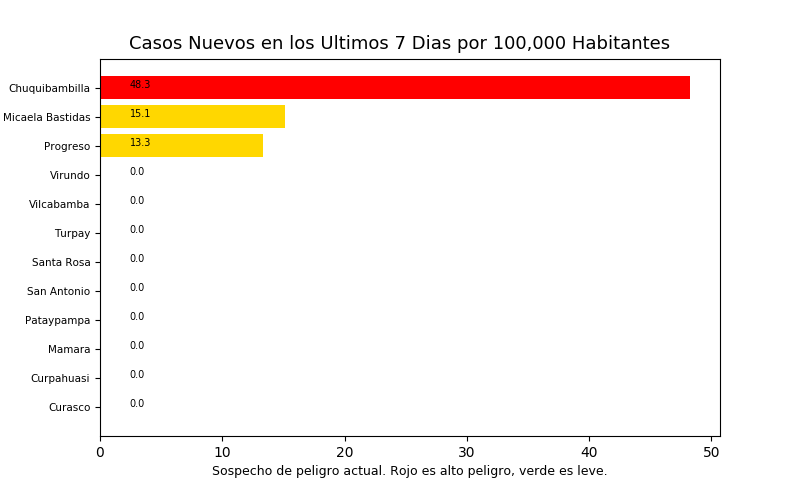 Casos Nuevos en los Ultimos 7 Dias por 100,000 Habitantes
Chuquibambilla 48.3
Micaela Bastidas 15.1
Progreso 13.3
Virundo 0.0
Vilcabamba 0.0
Turpay 0.0
Santa Rosa 0.0
San Antonio 0.0
Pataypampa 0.0
Mamara 0.0
Curpahuasi 0.0
Curasco 0.0
0 10 20 30 40 50
Sospecho de peligro actual. Rojo es alto peligro, verde es leve.